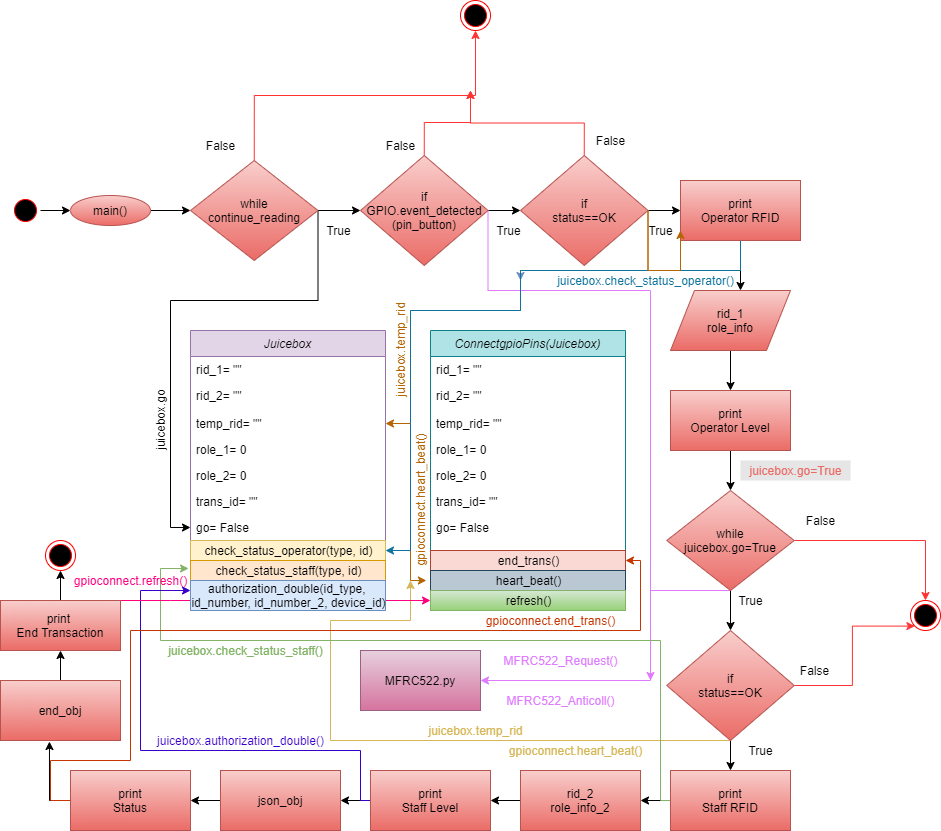 False
False
False
main()
while
continue_reading
True
if
GPIO.event_detected
(pin_button)
True
if
status==OK
True
print
Operator RFID
juicebox.check_status_operator()
rid_1
role_info
print
Operator Level
juicebox.go=True
while
juicebox.go=True
False
True
if
status==OK
False
True
juicebox.go
juicebox.temp_rid
gpioconnect.heart_beat()
Juicebox
rid_1= ""
rid_2= ""
temp_rid= ""
role_1= 0
role_2= 0
trans_id= ""
go= False
check_status_operator(type, id)
check_status_staff(type, id)
authorization_double(id_type,
id_number, id_number_2, device_id)
ConnectgpioPins(Juicebox)
rid_1= ""
rid_2= ""
temp_rid= ""
role_1= 0
role_2= 0
trans_id= ""
go= False
end_trans()
heart_beat()
refresh()
gpioconnect.refresh()
gpioconnect.end_trans()
juicebox.check_status_staff()
MFRC522.py
MFRC522_Request()
MFRC522_Anticoll()
juicebox.temp_rid
gpioconnect.heart_beat()
juicebox.authorization_double()
print
End Transaction
end_obj
print
Status
json_obj
print
Staff Level
rid_2
role_info_2
print
Staff RFID